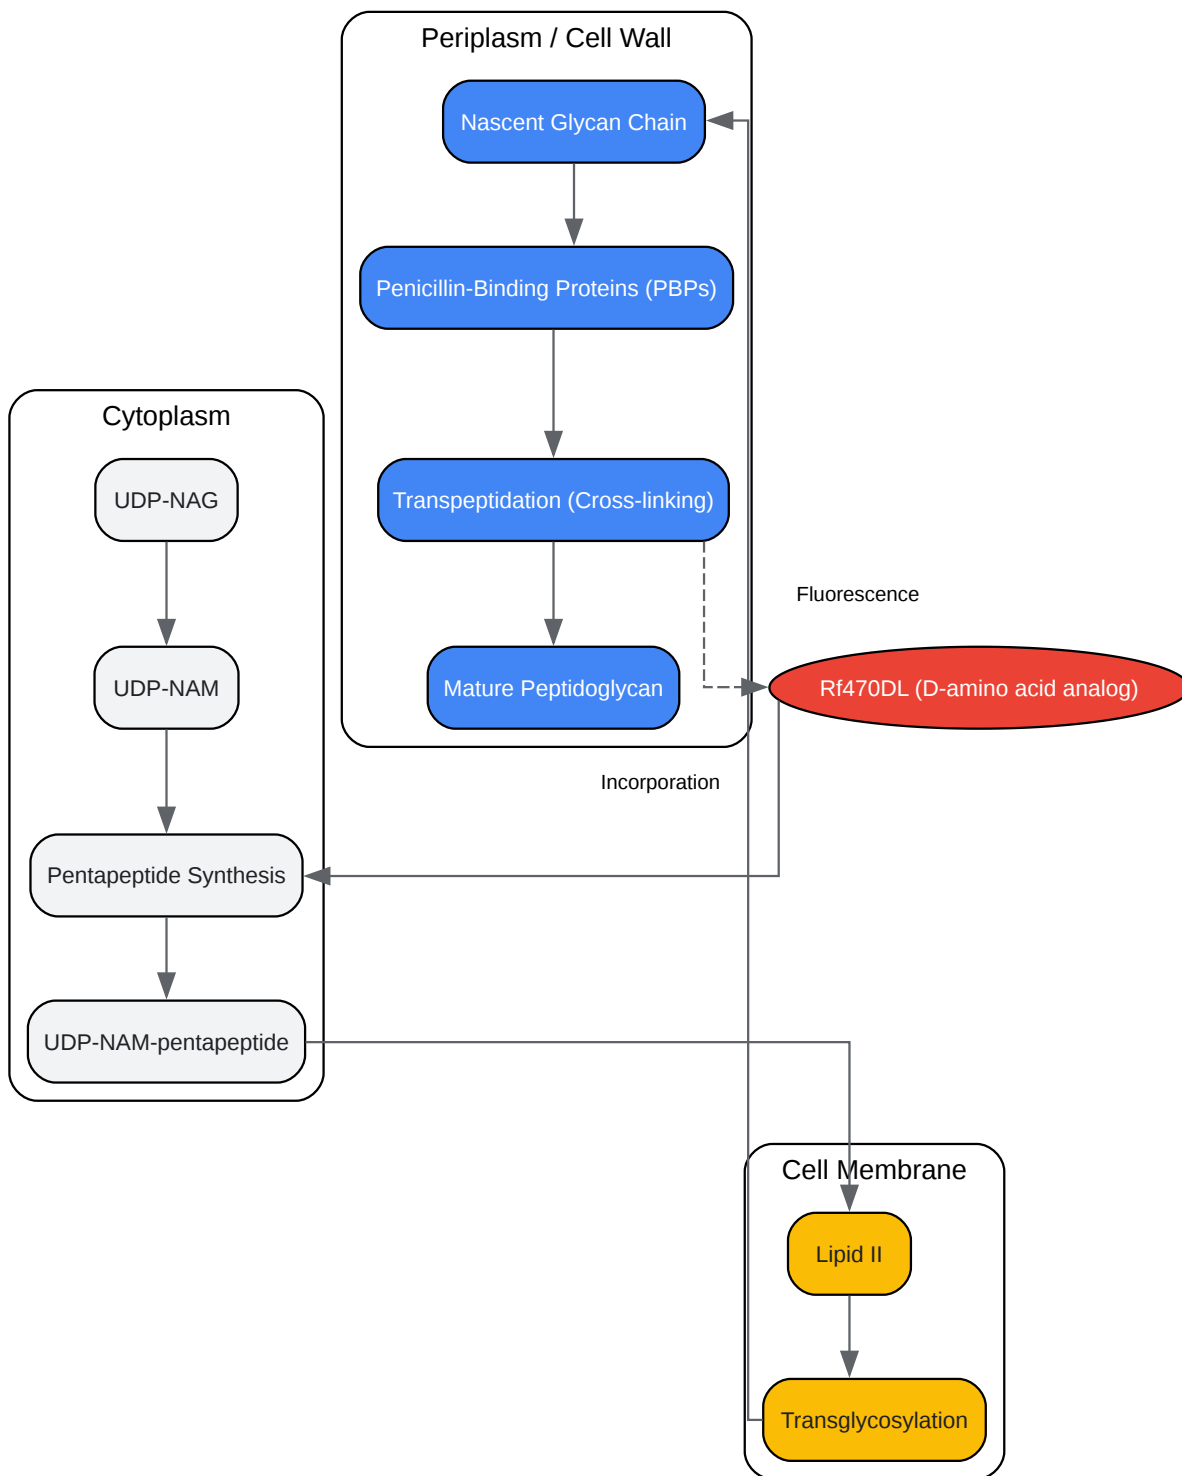 Periplasm / Cell Wall
Nascent Glycan Chain
Penicillin-Binding Proteins (PBPs)
Transpeptidation (Cross-linking)
Mature Peptidoglycan
Cytoplasm
UDP-NAG
UDP-NAM
Pentapeptide Synthesis
UDP-NAM-pentapeptide
Fluorescence
Rf470DL (D-amino acid analog)
Incorporation
Cell Membrane
Lipid II
Transglycosylation